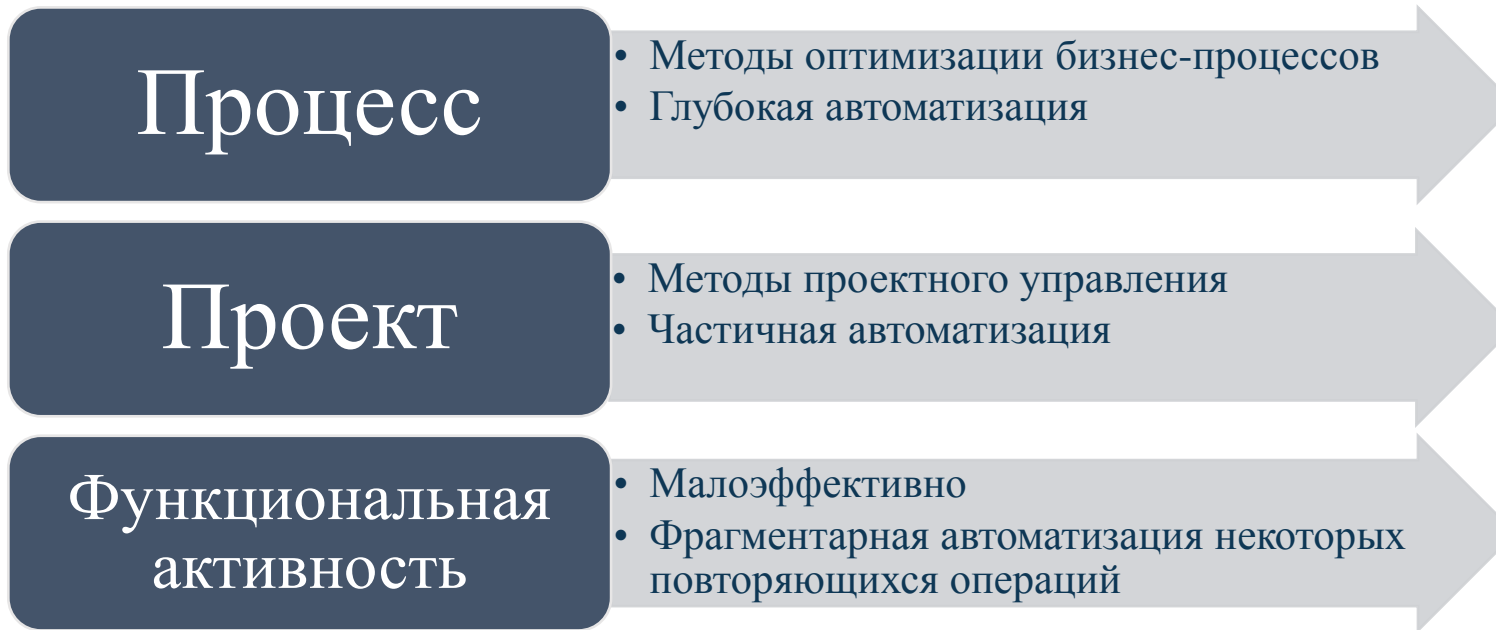 Процесс
• Методы оптимизации бизнес-процессов
• Глубокая автоматизация
Проект
• Методы проектного управления
• Частичная автоматизация
Функциональная
активность
• Малоэффективно
• Фрагментарная автоматизация некоторых
повторяющихся операций